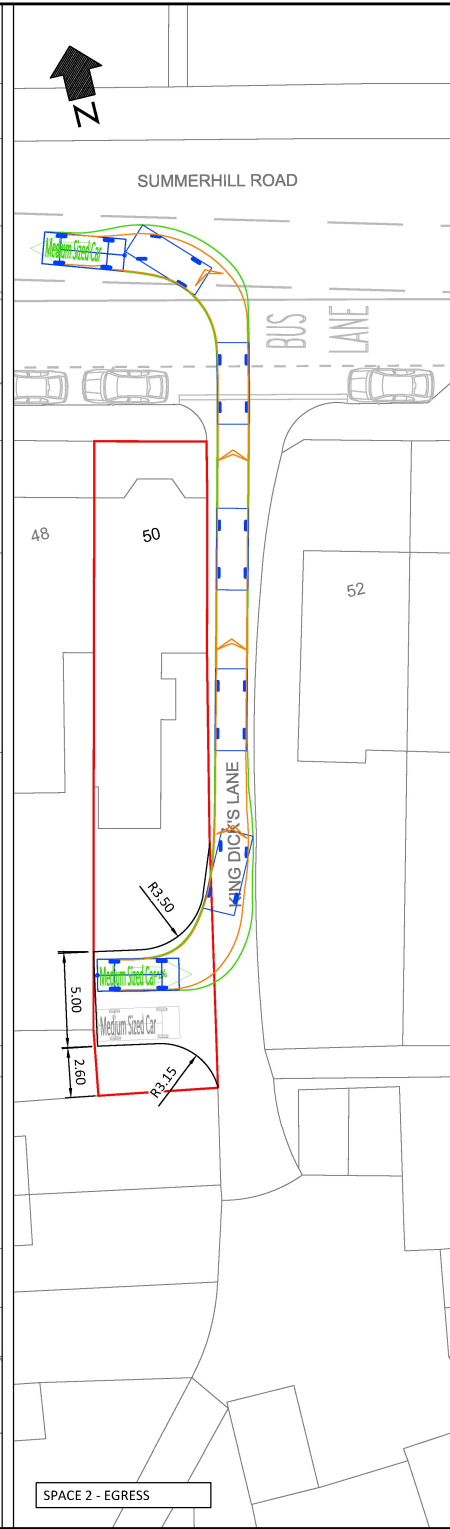 N
SUMMERHILL ROAD
Medium Sized Car
BUS LANE
48
50
52
KING DICK'S LANE
R3.50
Medium Sized Car
5.00
Medium Sized Car
2.60
R3.15
SPACE 2 - EGRESS